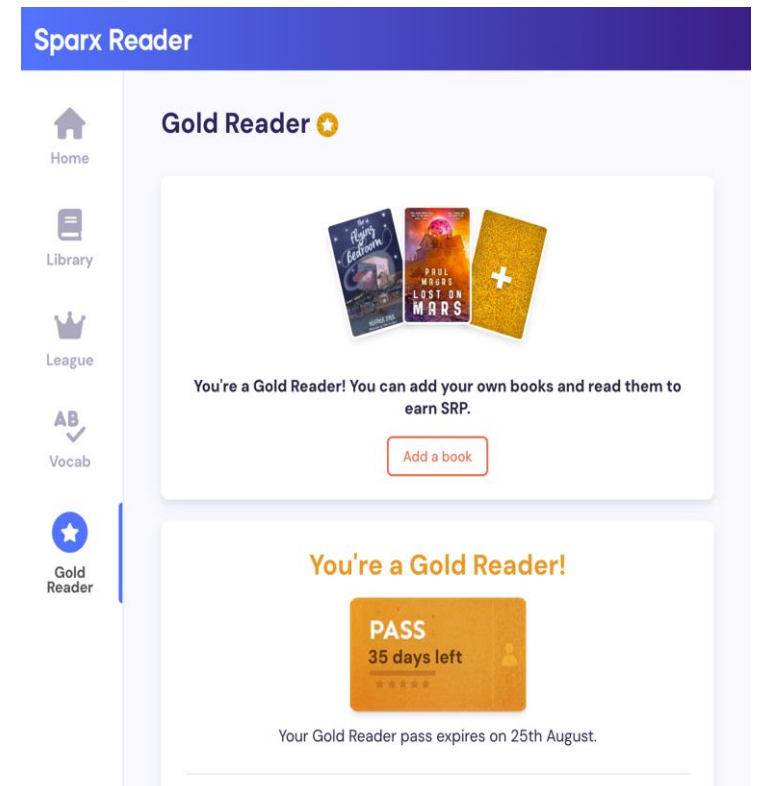 Sparx Reader
Home
Library
League
AB
Vocab
Gold
Reader
Gold Reader
The
Flying
Bedroom
PAUL
MAGRS
LOST ON
MARS
You're a Gold Reader! You can add your own books and read them to
earn SRP.
Add a book
You're a Gold Reader!
PASS
35 days left
Your Gold Reader pass expires on 25th August.